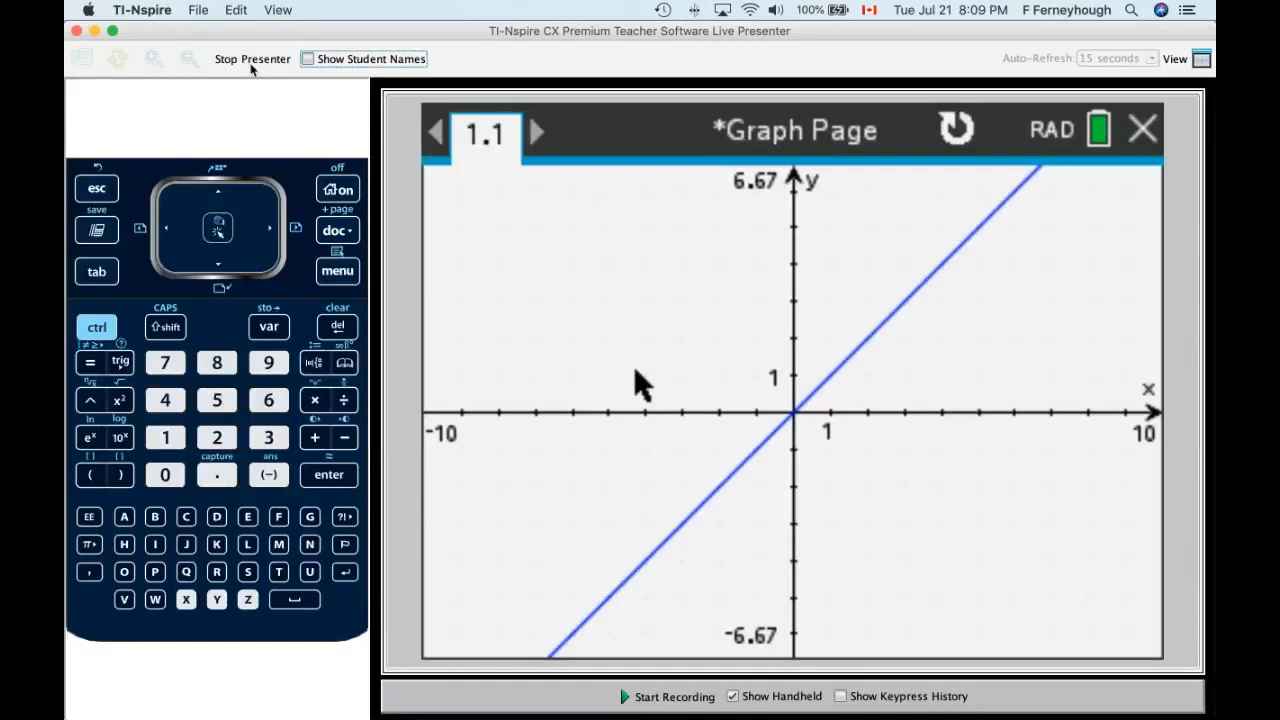 TI-Nspire File Edit View 100% Tue Jul 21 8:09 PM F Ferneyhough
TI-Nspire CX Premium Teacher Software Live Presenter
Stop Presenter Show Student Names Auto-Refresh: 15 seconds View
1.1 *Graph Page RAD
6.67 y
1
x
-10 1 10
-6.67
off
esc on
save + page
doc
tab menu
CAPS sto→ clear
ctrl ⇧shift var del
= trig 7 8 9
^ x² 4 5 6 × ÷
ln log
eˣ 10ˣ 1 2 3 + −
[ ] { } capture ans ≈
( ) 0 . (−) enter
EE A B C D E F G ?!▸
π▸ H I J K L M N
, O P Q R S T U
V W X Y Z
Start Recording Show Handheld Show Keypress History